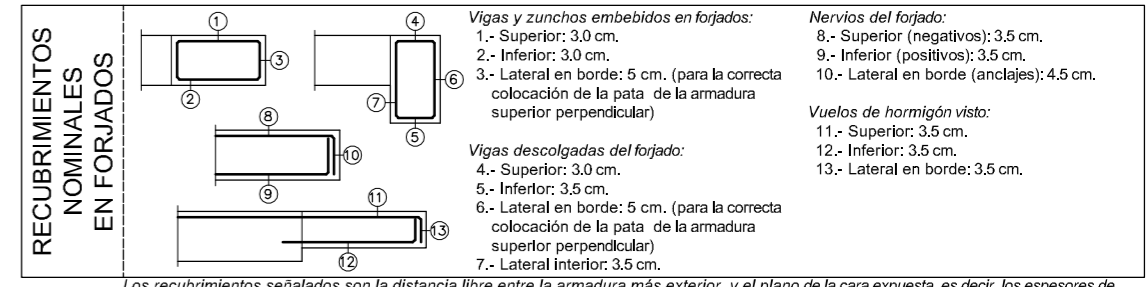 RECUBRIMIENTOS
NOMINALES
EN FORJADOS
1
2
3
4
5
6
7
8
9
10
11
12
13
Vigas y zunchos embebidos en forjados:
1.- Superior: 3.0 cm.
2.- Inferior: 3.0 cm.
3.- Lateral en borde: 5 cm. (para la correcta
colocación de la pata de la armadura
superior perpendicular)
Vigas descolgadas del forjado:
4.- Superior: 3.0 cm.
5.- Inferior: 3.5 cm.
6.- Lateral en borde: 5 cm. (para la correcta
colocación de la pata de la armadura
superior perpendicular)
7.- Lateral interior: 3.5 cm.
Nervios del forjado:
8.- Superior (negativos): 3.5 cm.
9.- Inferior (positivos): 3.5 cm.
10.- Lateral en borde (anclajes): 4.5 cm.
Vuelos de hormigón visto:
11.- Superior: 3.5 cm.
12.- Inferior: 3.5 cm.
13.- Lateral en borde: 3.5 cm.
Los recubrimientos señalados son la distancia libre entre la armadura más exterior y el plano de la cara expuesta, es decir, los espesores de